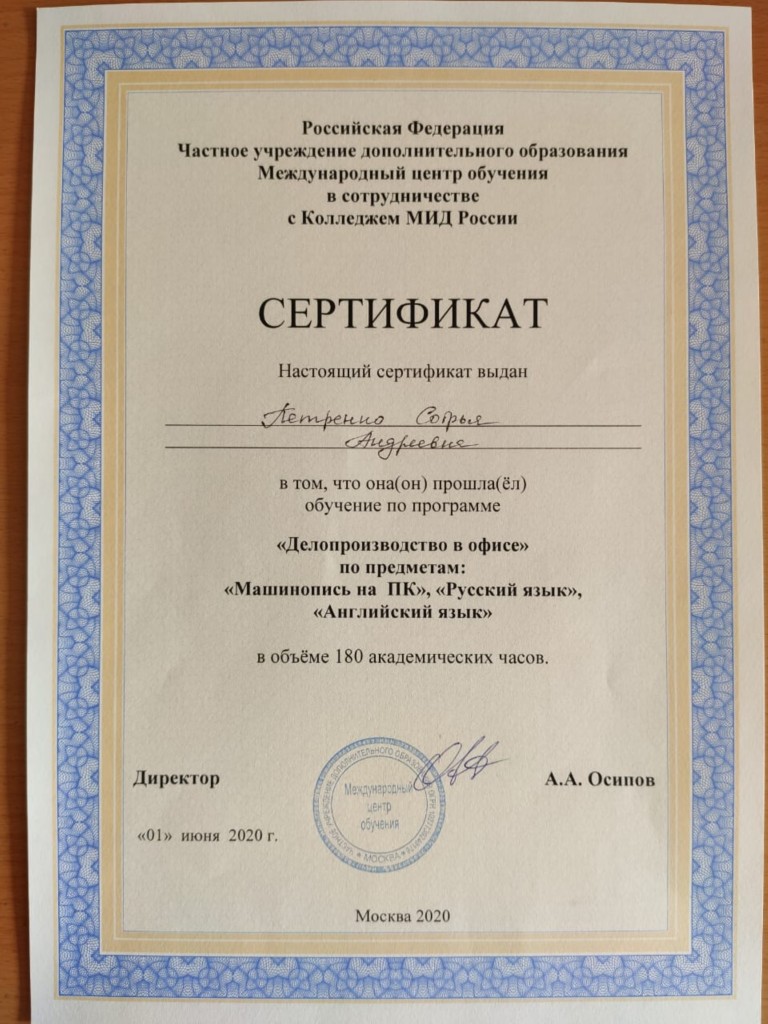 Российская Федерация
Частное учреждение дополнительного образования
Международный центр обучения
в сотрудничестве
с Колледжем МИД России
СЕРТИФИКАТ
Настоящий сертификат выдан
Петренко Софья
Андреевна
в том, что она(он) прошла(ёл)
обучение по программе
«Делопроизводство в офисе»
по предметам:
«Машинопись на ПК», «Русский язык»,
«Английский язык»
в объёме 180 академических часов.
Директор
А.А. Осипов
Международный
центр
обучения
МОСКВА
«01» июня 2020 г.
Москва 2020